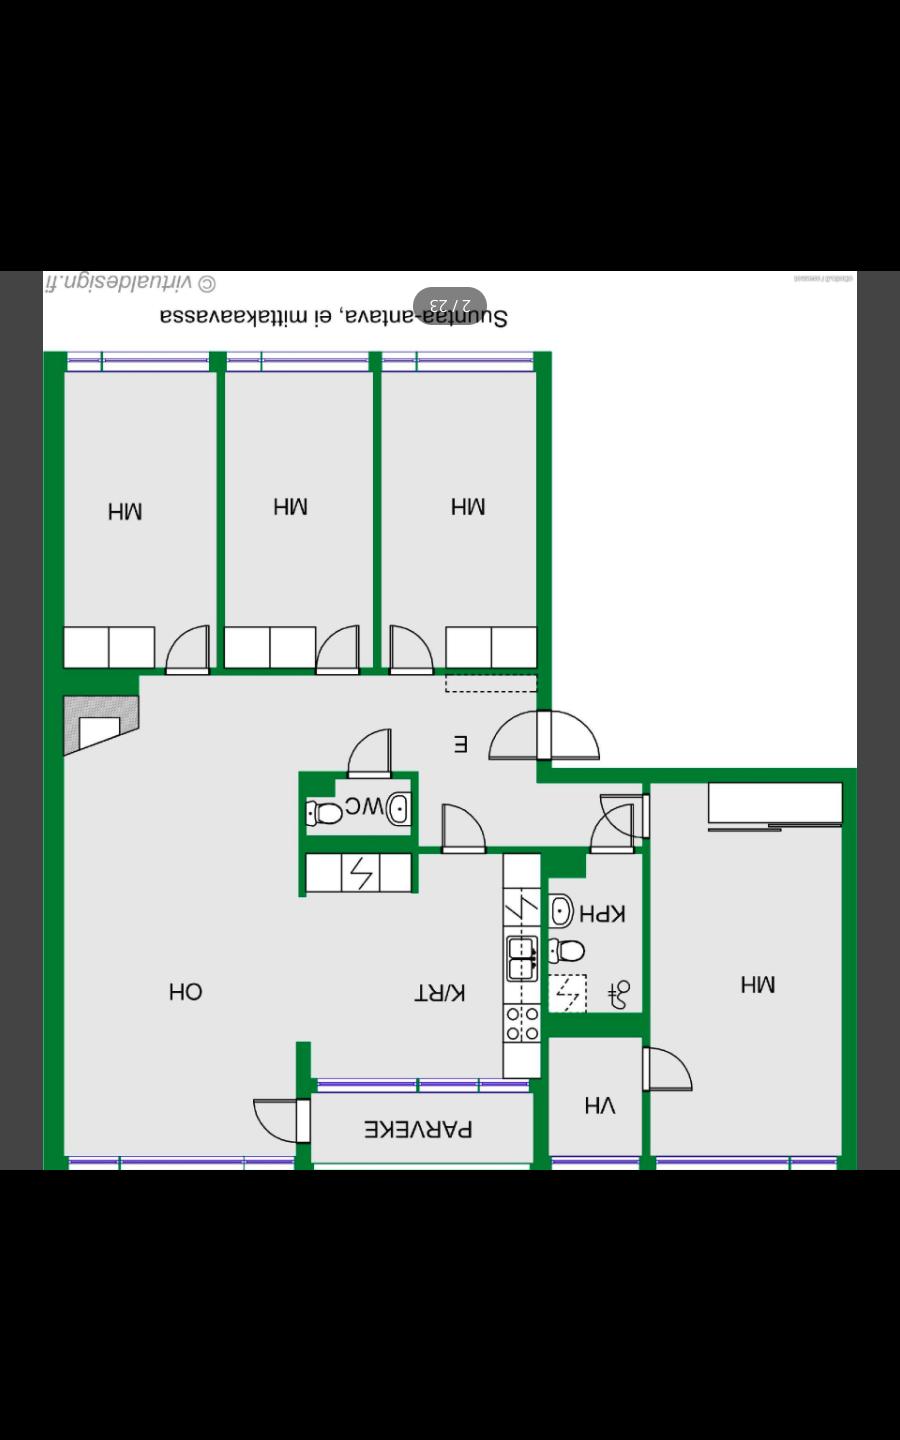 VH
PARVEKE
MH
K/RT
OH
KPH
WC
E
MH
MH
MH
Suuntaa-antava, ei mittakaavassa
2 / 23
© virtualdesign.fi